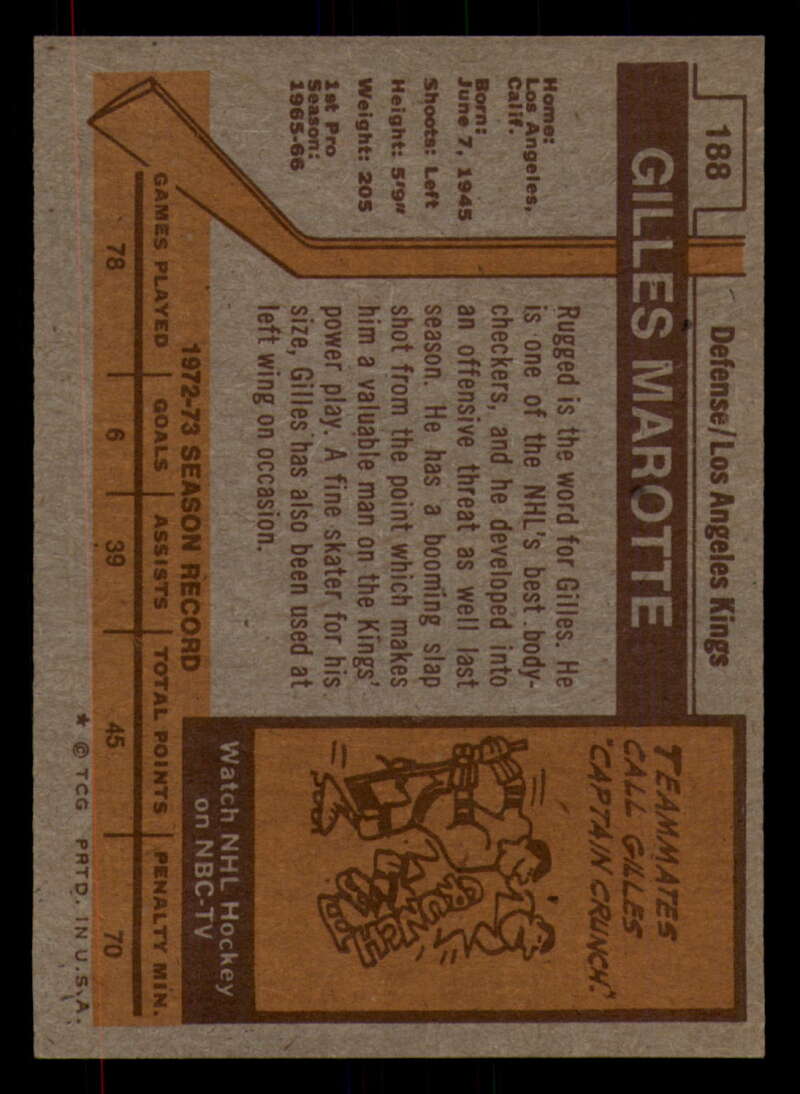 188
Defense/Los Angeles Kings
GILLES MAROTTE
Home:
Los Angeles,
Calif.
Born:
June 7, 1945
Shoots: Left
Height: 5'9"
Weight: 205
1st Pro
Season:
1965-66
Rugged is the word for Gilles. He
is one of the NHL's best body-
checkers, and he developed into
an offensive threat as well last
season. He has a booming slap
shot from the point which makes
him a valuable man on the Kings'
power play. A fine skater for his
size, Gilles has also been used at
left wing on occasion.
TEAMMATES
CALL GILLES
"CAPTAIN CRUNCH."
CRUNCH
Watch NHL Hockey
on NBC-TV
1972-73 SEASON RECORD
GAMES PLAYED GOALS ASSISTS TOTAL POINTS PENALTY MIN.
78 6 39 45 70
* © TCG PRTD. IN U.S.A.